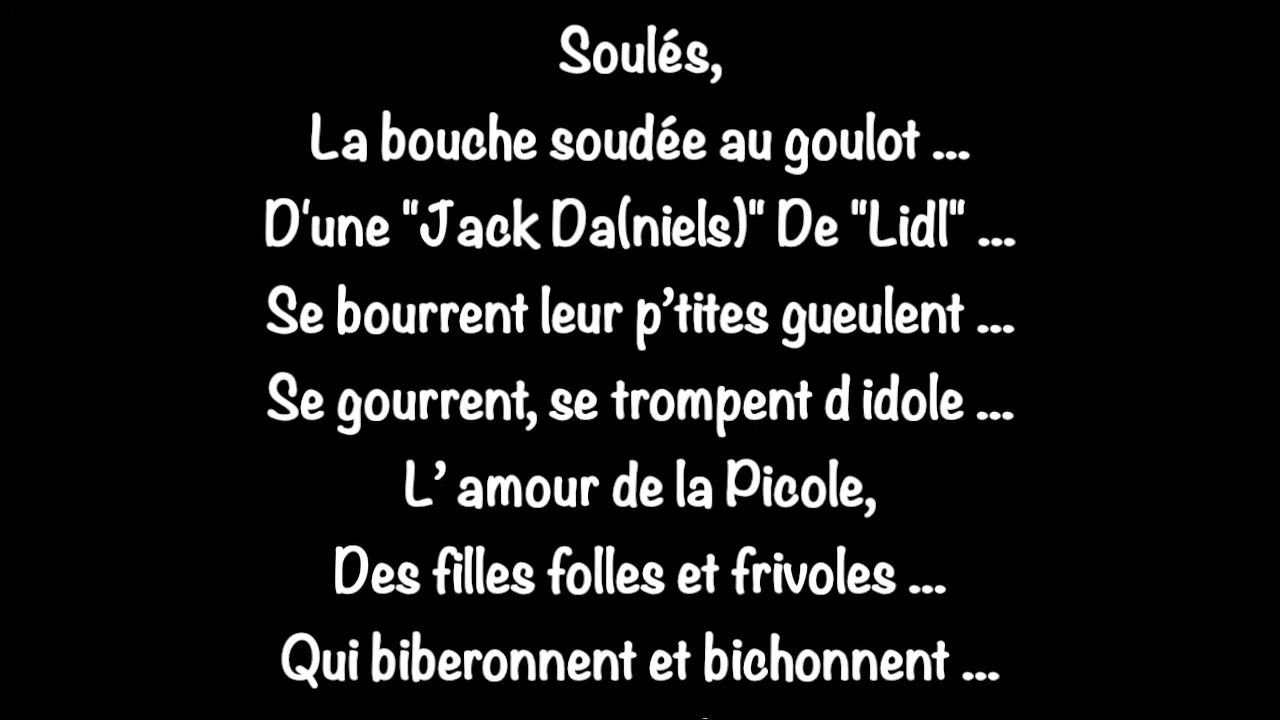 Soulés,
La bouche soudée au goulot ...
D'une "Jack Da(niels)" De "Lidl" ...
Se bourrent leur p’tites gueulent ...
Se gourrent, se trompent d idole ...
L’ amour de la Picole,
Des filles folles et frivoles ...
Qui biberonnent et bichonnent ...